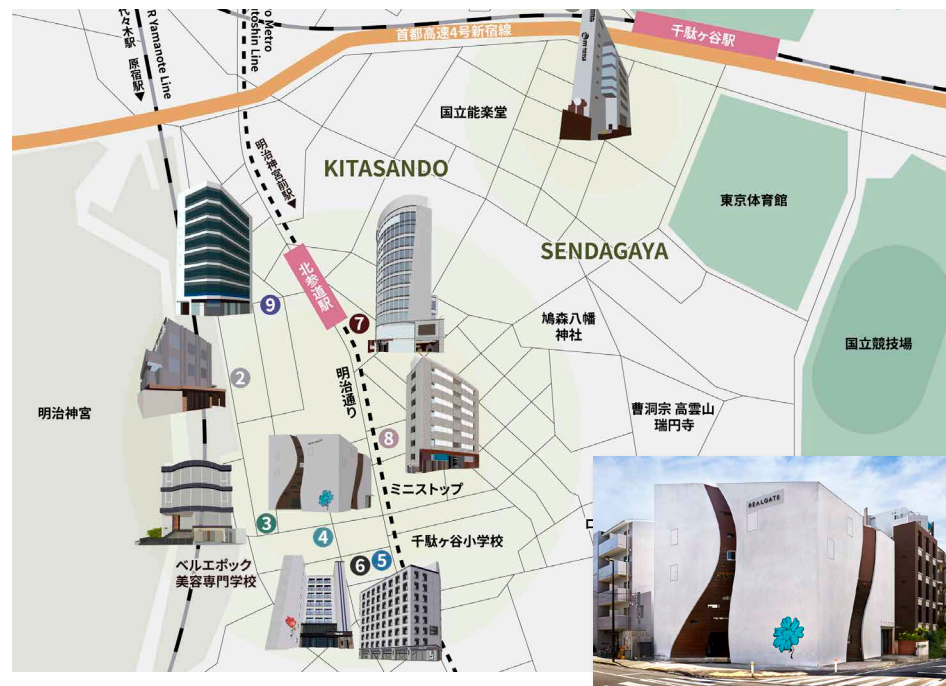 代々木駅
原宿駅▼
R Yamanote Line
o Metro
toshin Line
首都高速4号新宿線
千駄ヶ谷駅
国立能楽堂
明治神宮前駅▼
KITASANDO
東京体育館
SENDAGAYA
北参道駅
9
7
鳩森八幡
神社
国立競技場
2
明治通り
明治神宮
曹洞宗 高雲山
瑞円寺
8
ミニストップ
REALGATE
3
4
千駄ヶ谷小学校
ベルエポック
美容専門学校
6
5
REALGATE